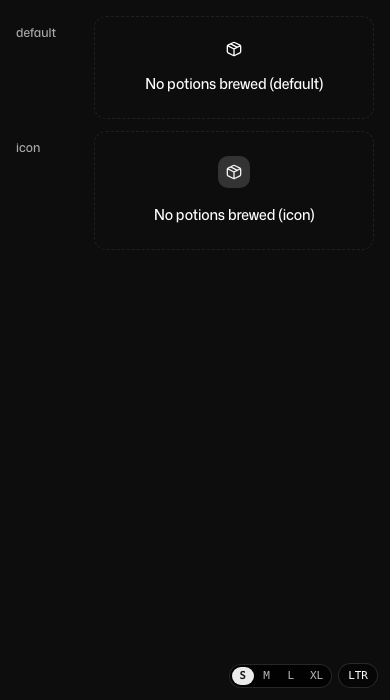 default
No potions brewed (default)
icon
No potions brewed (icon)
S M L XL LTR